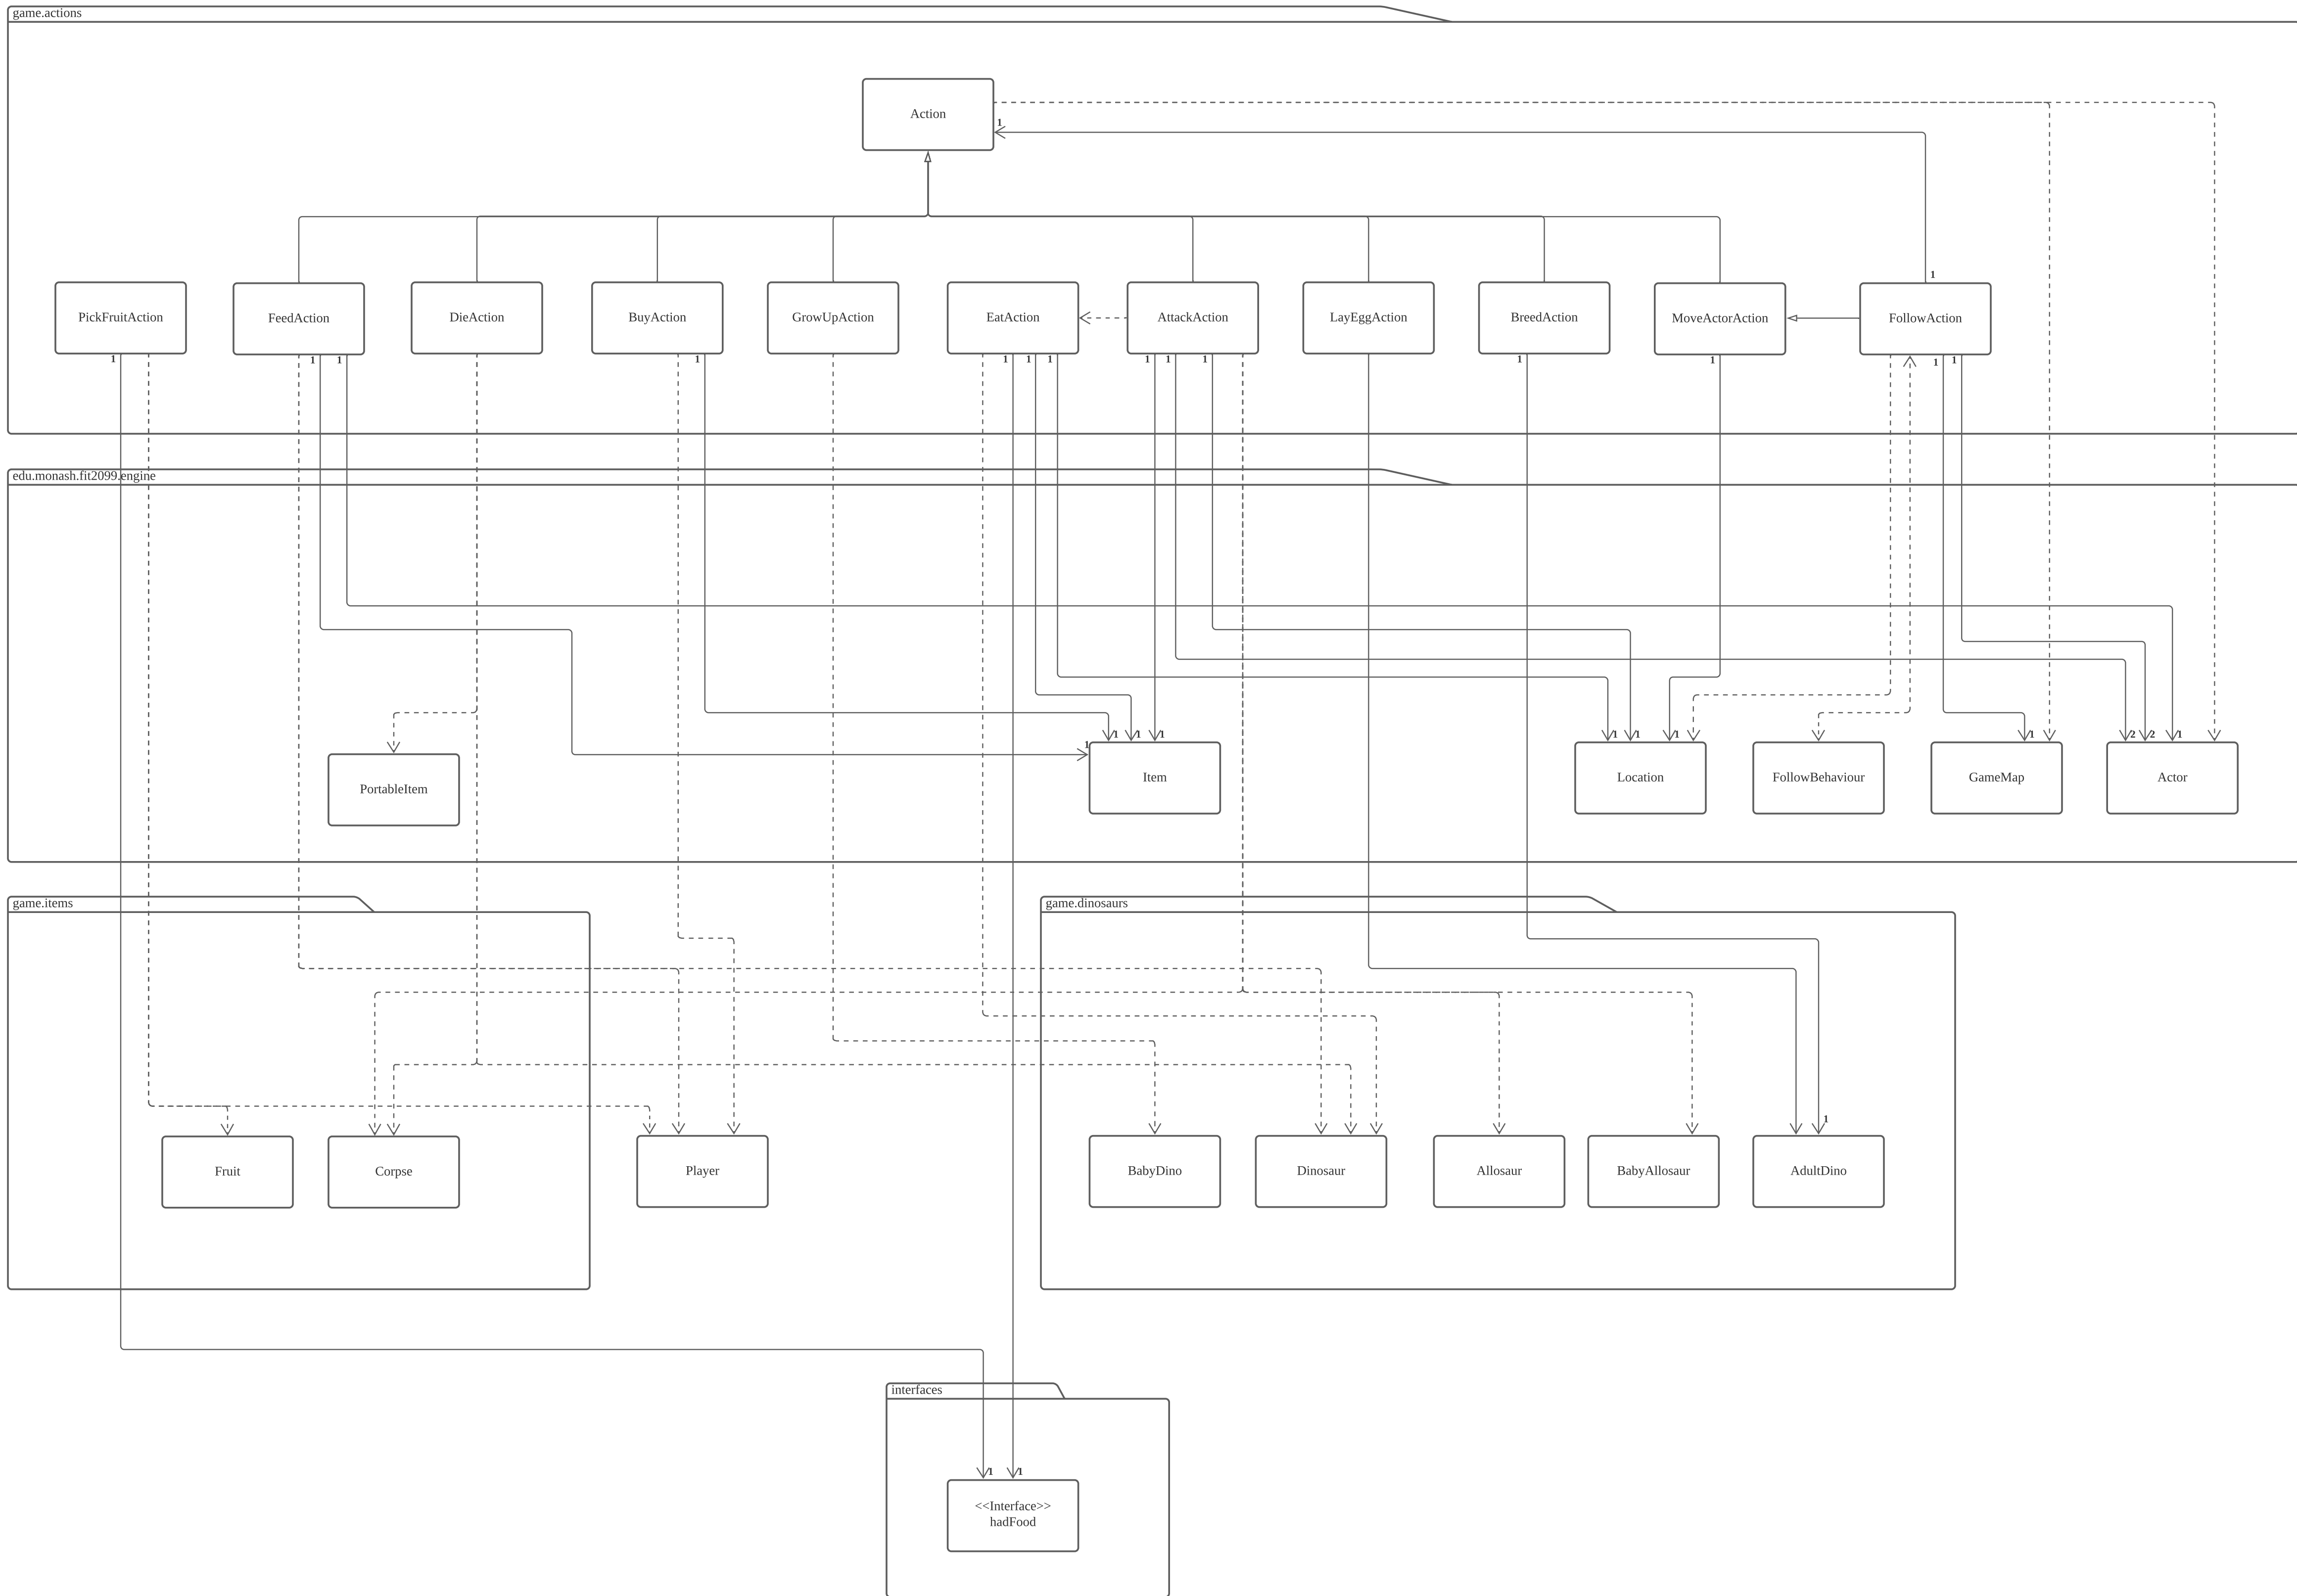 game.actions
Action
1
1
PickFruitAction
FeedAction
DieAction
BuyAction
GrowUpAction
EatAction
AttackAction
LayEggAction
BreedAction
MoveActorAction
FollowAction
1
1
1
1
1
1
1
1
1
1
1
1
1
1
edu.monash.fit2099.engine
1
1
1
1
1
1
1
1
2
2
1
PortableItem
Item
Location
FollowBehaviour
GameMap
Actor
game.items
game.dinosaurs
1
Fruit
Corpse
Player
BabyDino
Dinosaur
Allosaur
BabyAllosaur
AdultDino
interfaces
1
1
<<Interface>>
hadFood